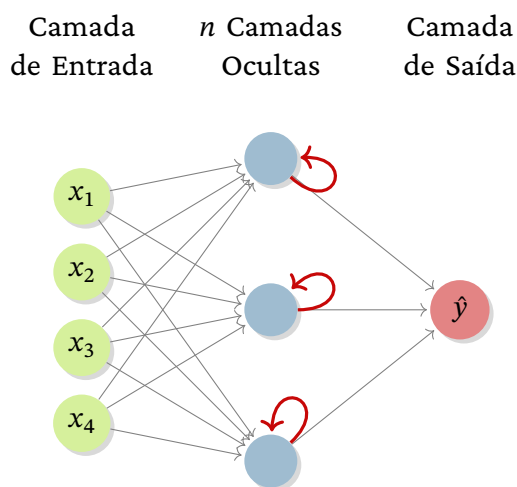 Camada
de Entrada
n Camadas
Ocultas
Camada
de Saída
x₁
x₂
x₃
x₄
ŷ